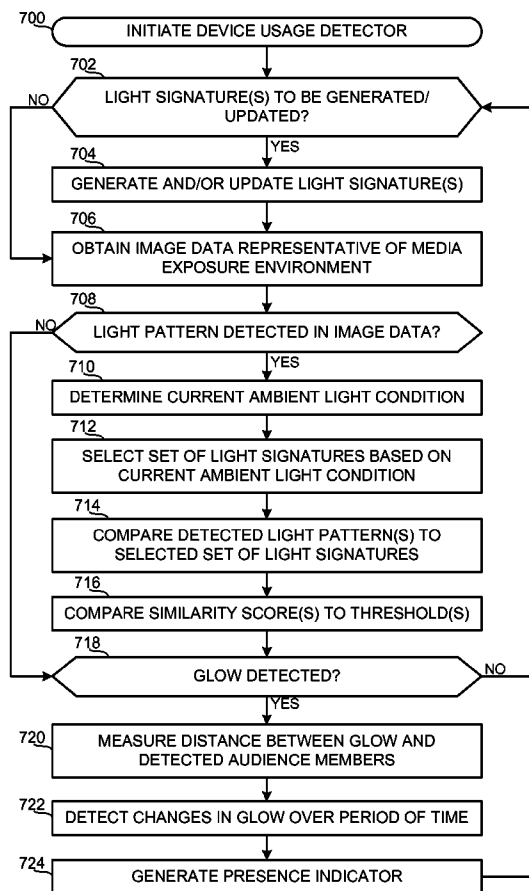 700
INITIATE DEVICE USAGE DETECTOR
702
NO
LIGHT SIGNATURE(S) TO BE GENERATED/
UPDATED?
YES
704
GENERATE AND/OR UPDATE LIGHT SIGNATURE(S)
706
OBTAIN IMAGE DATA REPRESENTATIVE OF MEDIA
EXPOSURE ENVIRONMENT
708
NO
LIGHT PATTERN DETECTED IN IMAGE DATA?
YES
710
DETERMINE CURRENT AMBIENT LIGHT CONDITION
712
SELECT SET OF LIGHT SIGNATURES BASED ON
CURRENT AMBIENT LIGHT CONDITION
714
COMPARE DETECTED LIGHT PATTERN(S) TO
SELECTED SET OF LIGHT SIGNATURES
716
COMPARE SIMILARITY SCORE(S) TO THRESHOLD(S)
718
GLOW DETECTED?
NO
YES
720
MEASURE DISTANCE BETWEEN GLOW AND
DETECTED AUDIENCE MEMBERS
722
DETECT CHANGES IN GLOW OVER PERIOD OF TIME
724
GENERATE PRESENCE INDICATOR